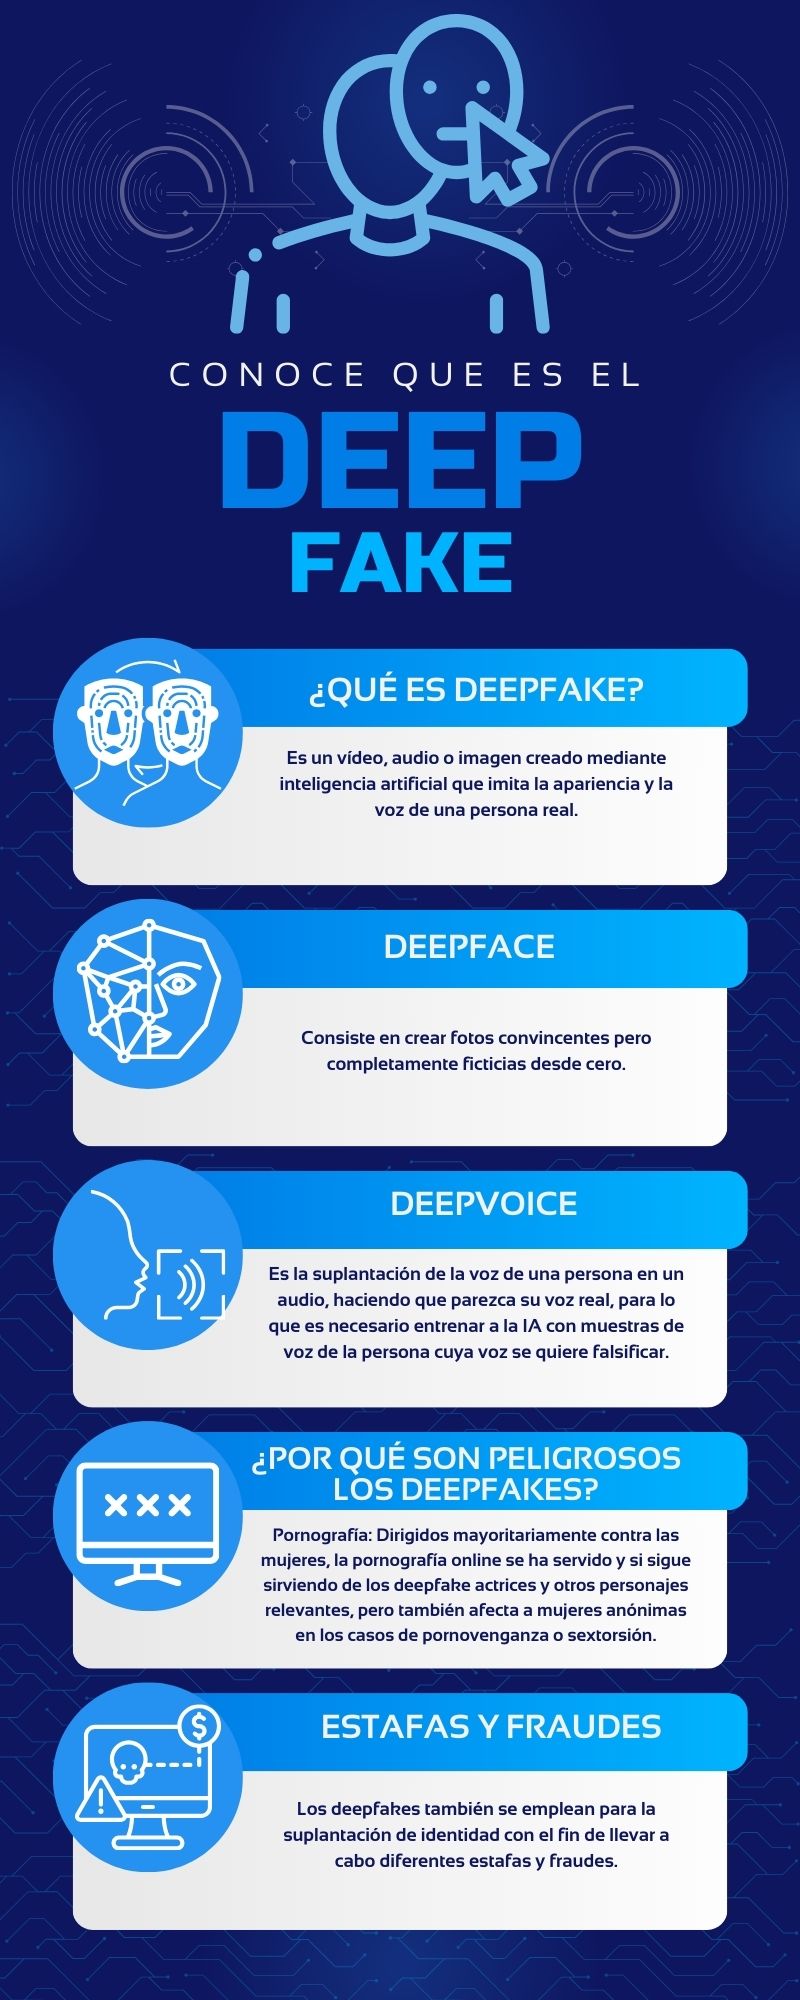 CONOCE QUE ES EL
DEEP
FAKE
¿QUÉ ES DEEPFAKE?
Es un vídeo, audio o imagen creado mediante
inteligencia artificial que imita la apariencia y la
voz de una persona real.
DEEPFACE
Consiste en crear fotos convincentes pero
completamente ficticias desde cero.
DEEPVOICE
Es la suplantación de la voz de una persona en un
audio, haciendo que parezca su voz real, para lo
que es necesario entrenar a la IA con muestras de
voz de la persona cuya voz se quiere falsificar.
¿POR QUÉ SON PELIGROSOS
LOS DEEPFAKES?
Pornografía: Dirigidos mayoritariamente contra las
mujeres, la pornografía online se ha servido y si sigue
sirviendo de los deepfake actrices y otros personajes
relevantes, pero también afecta a mujeres anónimas
en los casos de pornovenganza o sextorsión.
ESTAFAS Y FRAUDES
$
!
Los deepfakes también se emplean para la
suplantación de identidad con el fin de llevar a
cabo diferentes estafas y fraudes.